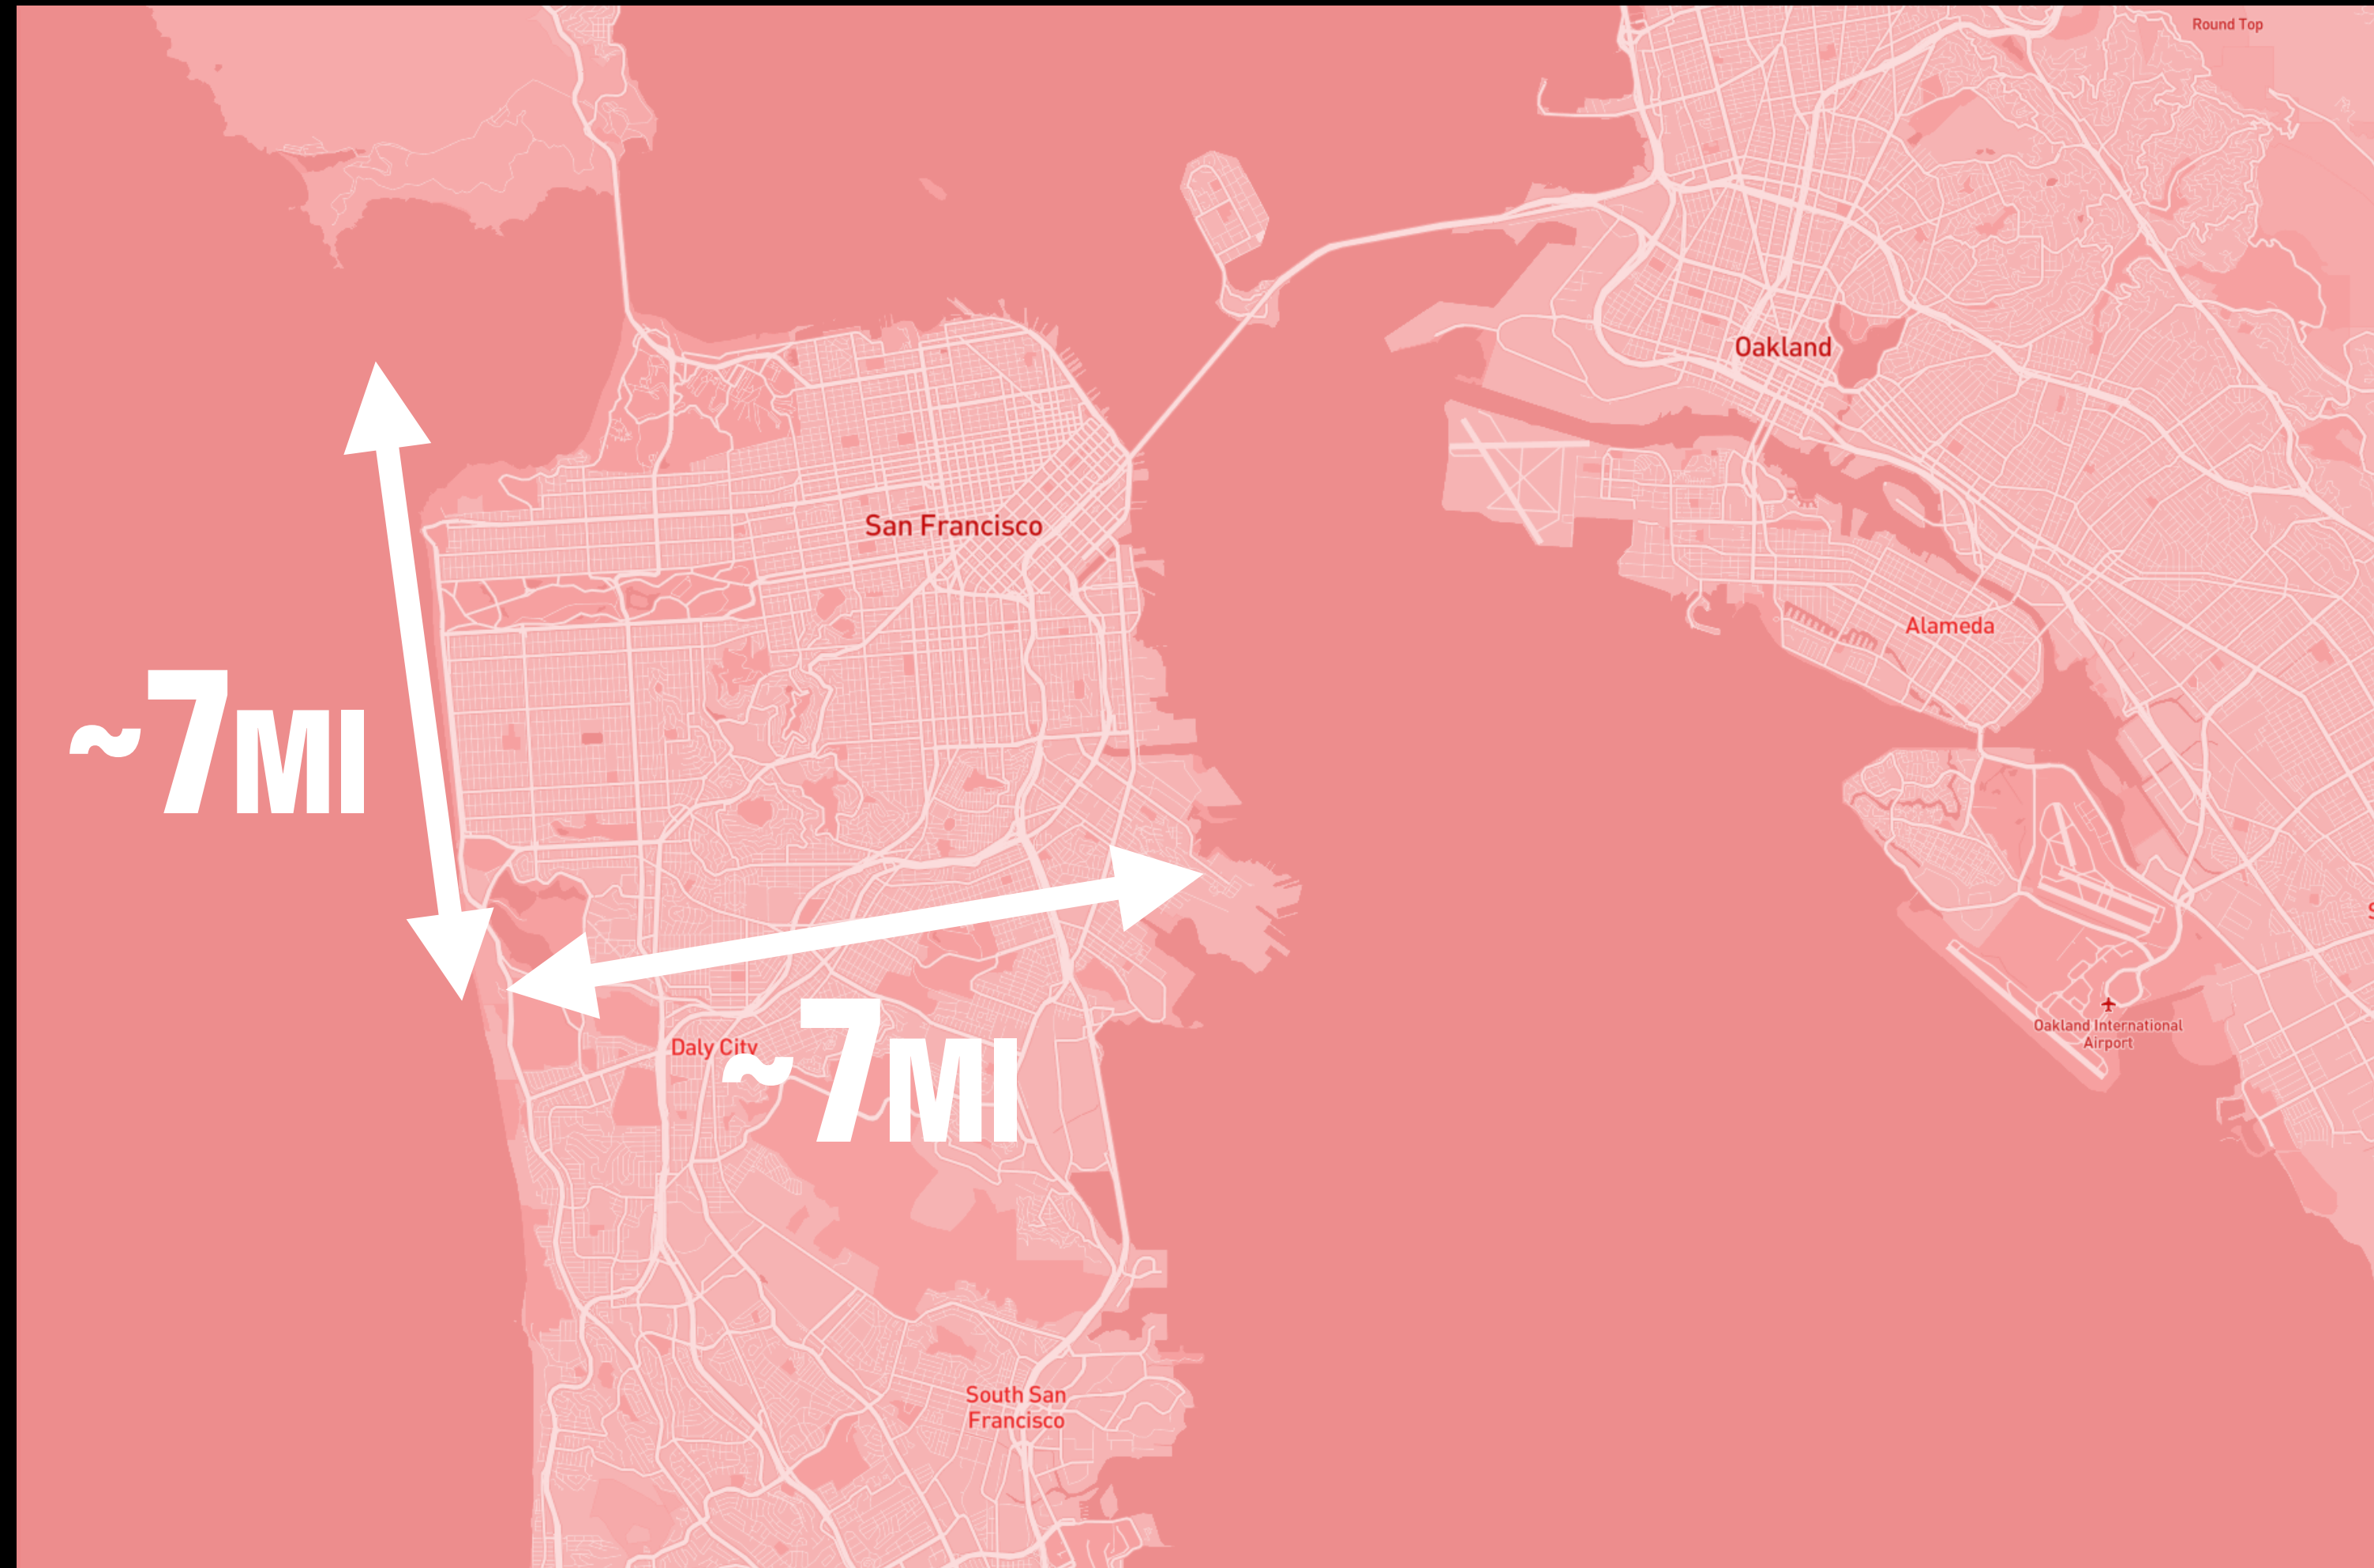 Round Top
Oakland
San Francisco
Alameda
~7MI
Oakland International
Airport
Daly City
~7MI
South San
Francisco